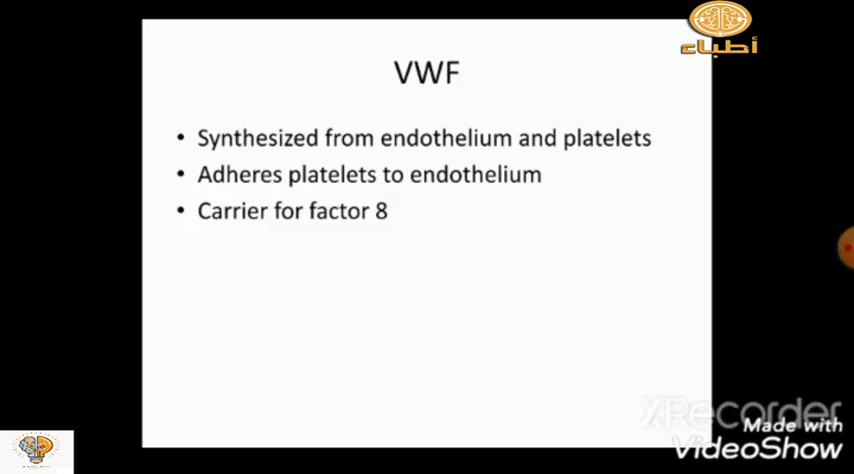 أطباء
VWF
• Synthesized from endothelium and platelets
• Adheres platelets to endothelium
• Carrier for factor 8
XRecorder
Made with
VideoShow